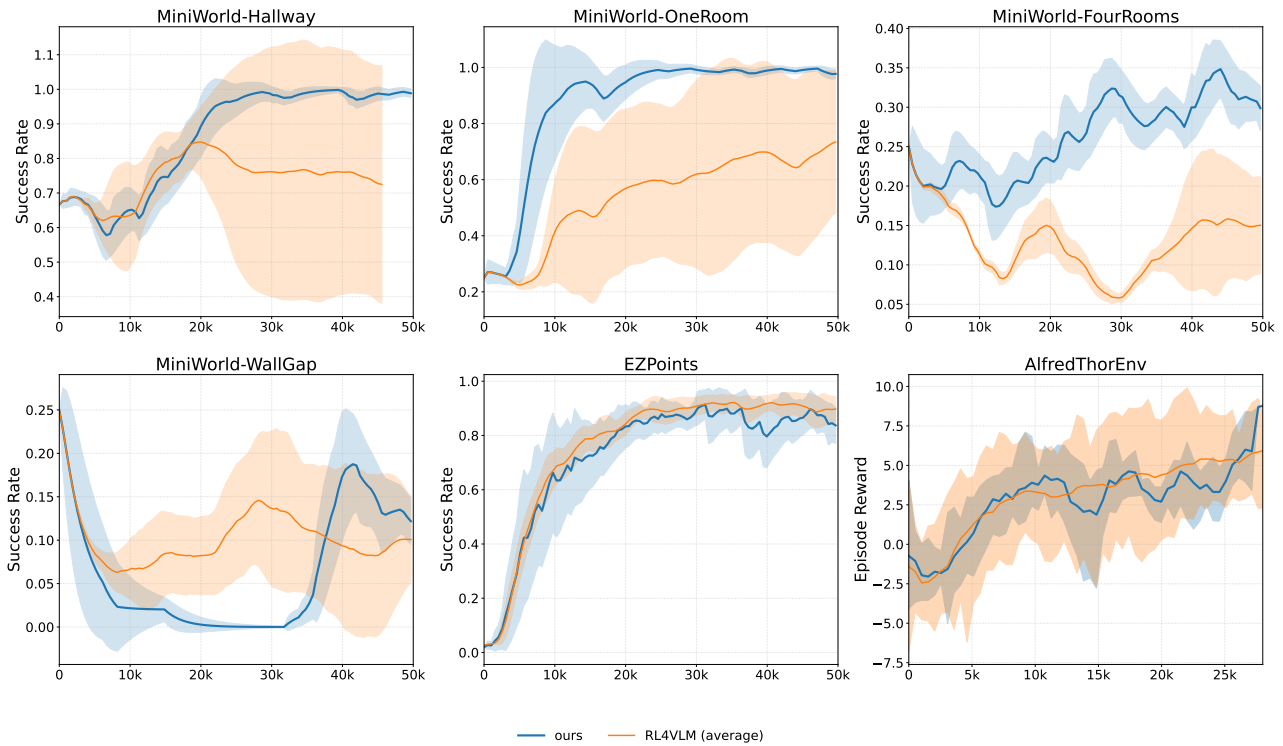 MiniWorld-Hallway
Success Rate
1.1
1.0
0.9
0.8
0.7
0.6
0.5
0.4
0 10k 20k 30k 40k 50k
MiniWorld-OneRoom
Success Rate
1.0
0.8
0.6
0.4
0.2
0 10k 20k 30k 40k 50k
MiniWorld-FourRooms
Success Rate
0.40
0.35
0.30
0.25
0.20
0.15
0.10
0.05
0 10k 20k 30k 40k 50k
MiniWorld-WallGap
Success Rate
0.25
0.20
0.15
0.10
0.05
0.00
0 10k 20k 30k 40k 50k
EZPoints
Success Rate
1.0
0.8
0.6
0.4
0.2
0.0
0 10k 20k 30k 40k 50k
AlfredThorEnv
Episode Reward
10.0
7.5
5.0
2.5
0.0
−2.5
−5.0
−7.5
0 5k 10k 15k 20k 25k
ours RL4VLM (average)